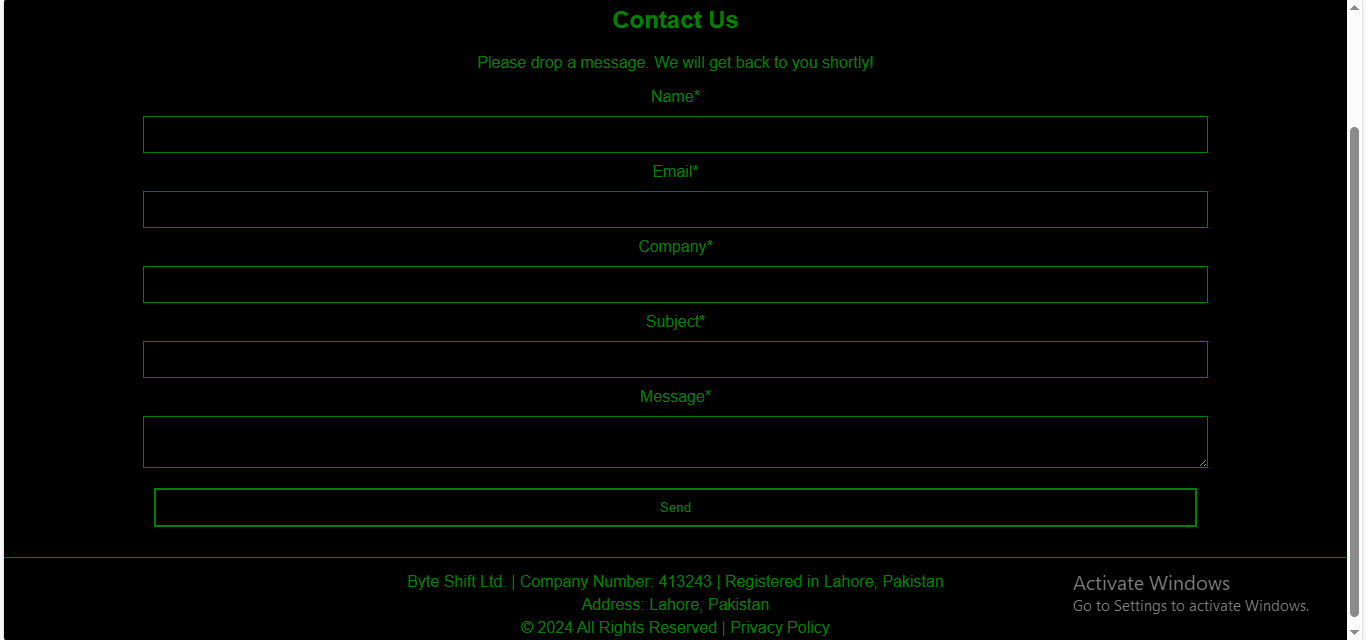 Contact Us
Please drop a message. We will get back to you shortly!
Name*
Email*
Company*
Subject*
Message*
Send
Byte Shift Ltd. | Company Number: 413243 | Registered in Lahore, Pakistan
Address: Lahore, Pakistan
© 2024 All Rights Reserved | Privacy Policy
Activate Windows
Go to Settings to activate Windows.